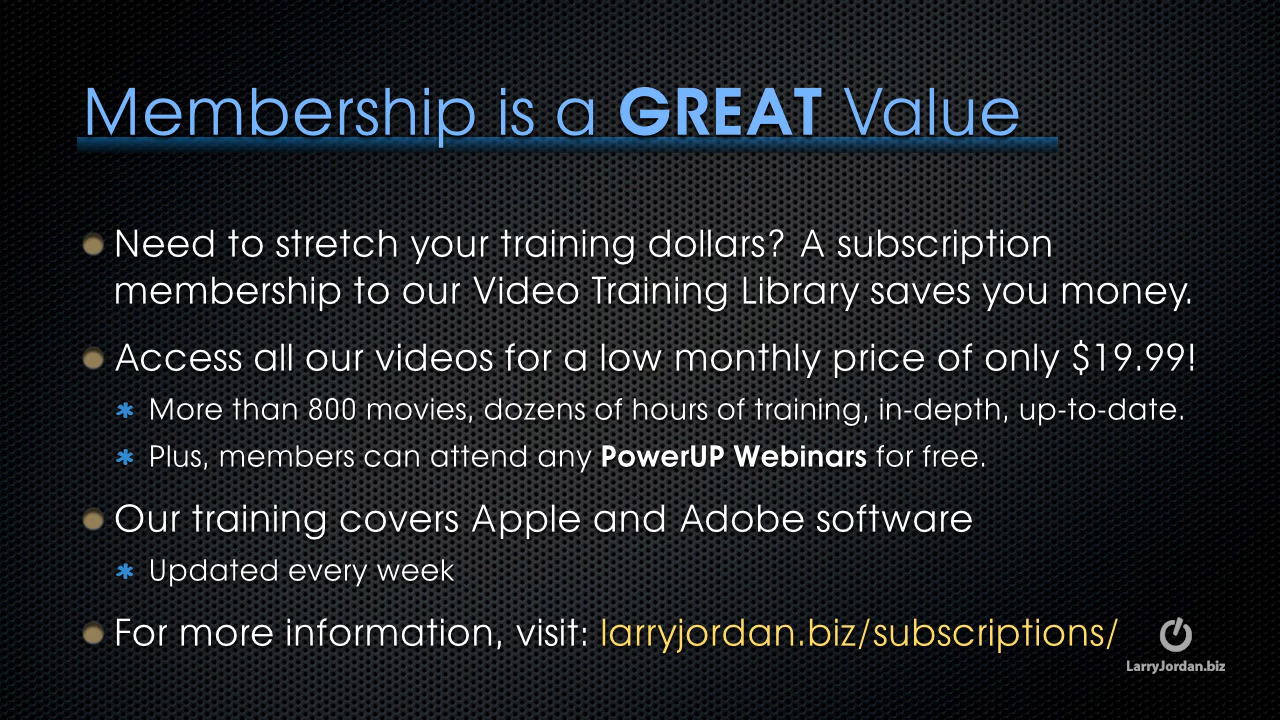 Membership is a GREAT Value
Need to stretch your training dollars? A subscription
membership to our Video Training Library saves you money.
Access all our videos for a low monthly price of only $19.99!
More than 800 movies, dozens of hours of training, in-depth, up-to-date.
Plus, members can attend any PowerUP Webinars for free.
Our training covers Apple and Adobe software
Updated every week
For more information, visit: larryjordan.biz/subscriptions/
LarryJordan.biz